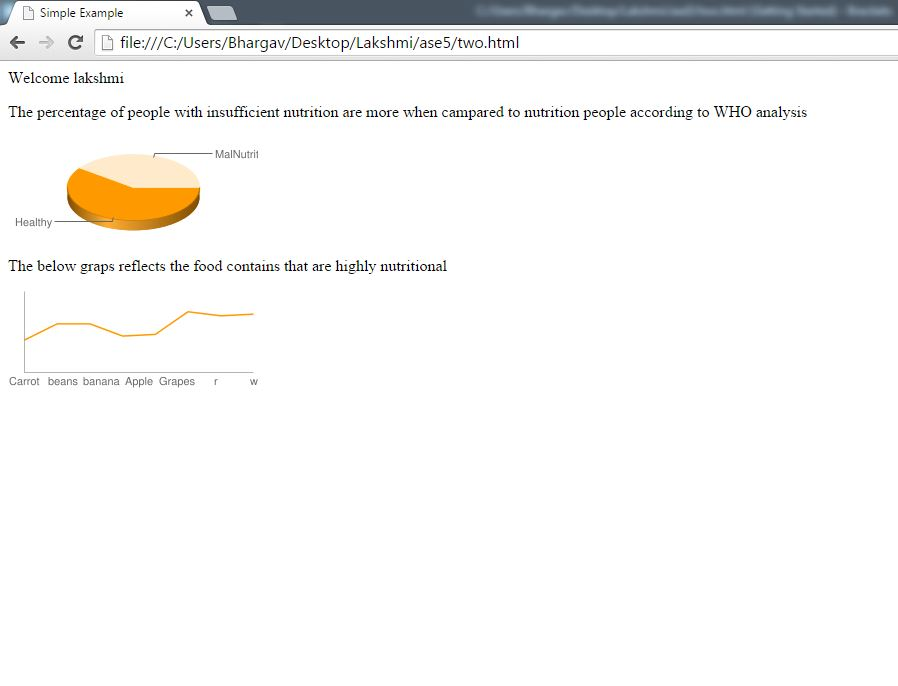 Simple Example
file:///C:/Users/Bhargav/Desktop/Lakshmi/ase5/two.html
Welcome lakshmi
The percentage of people with insufficient nutrition are more when campared to nutrition people according to WHO analysis
MalNutrit
Healthy
The below graps reflects the food contains that are highly nutritional
Carrot beans banana Apple Grapes r w